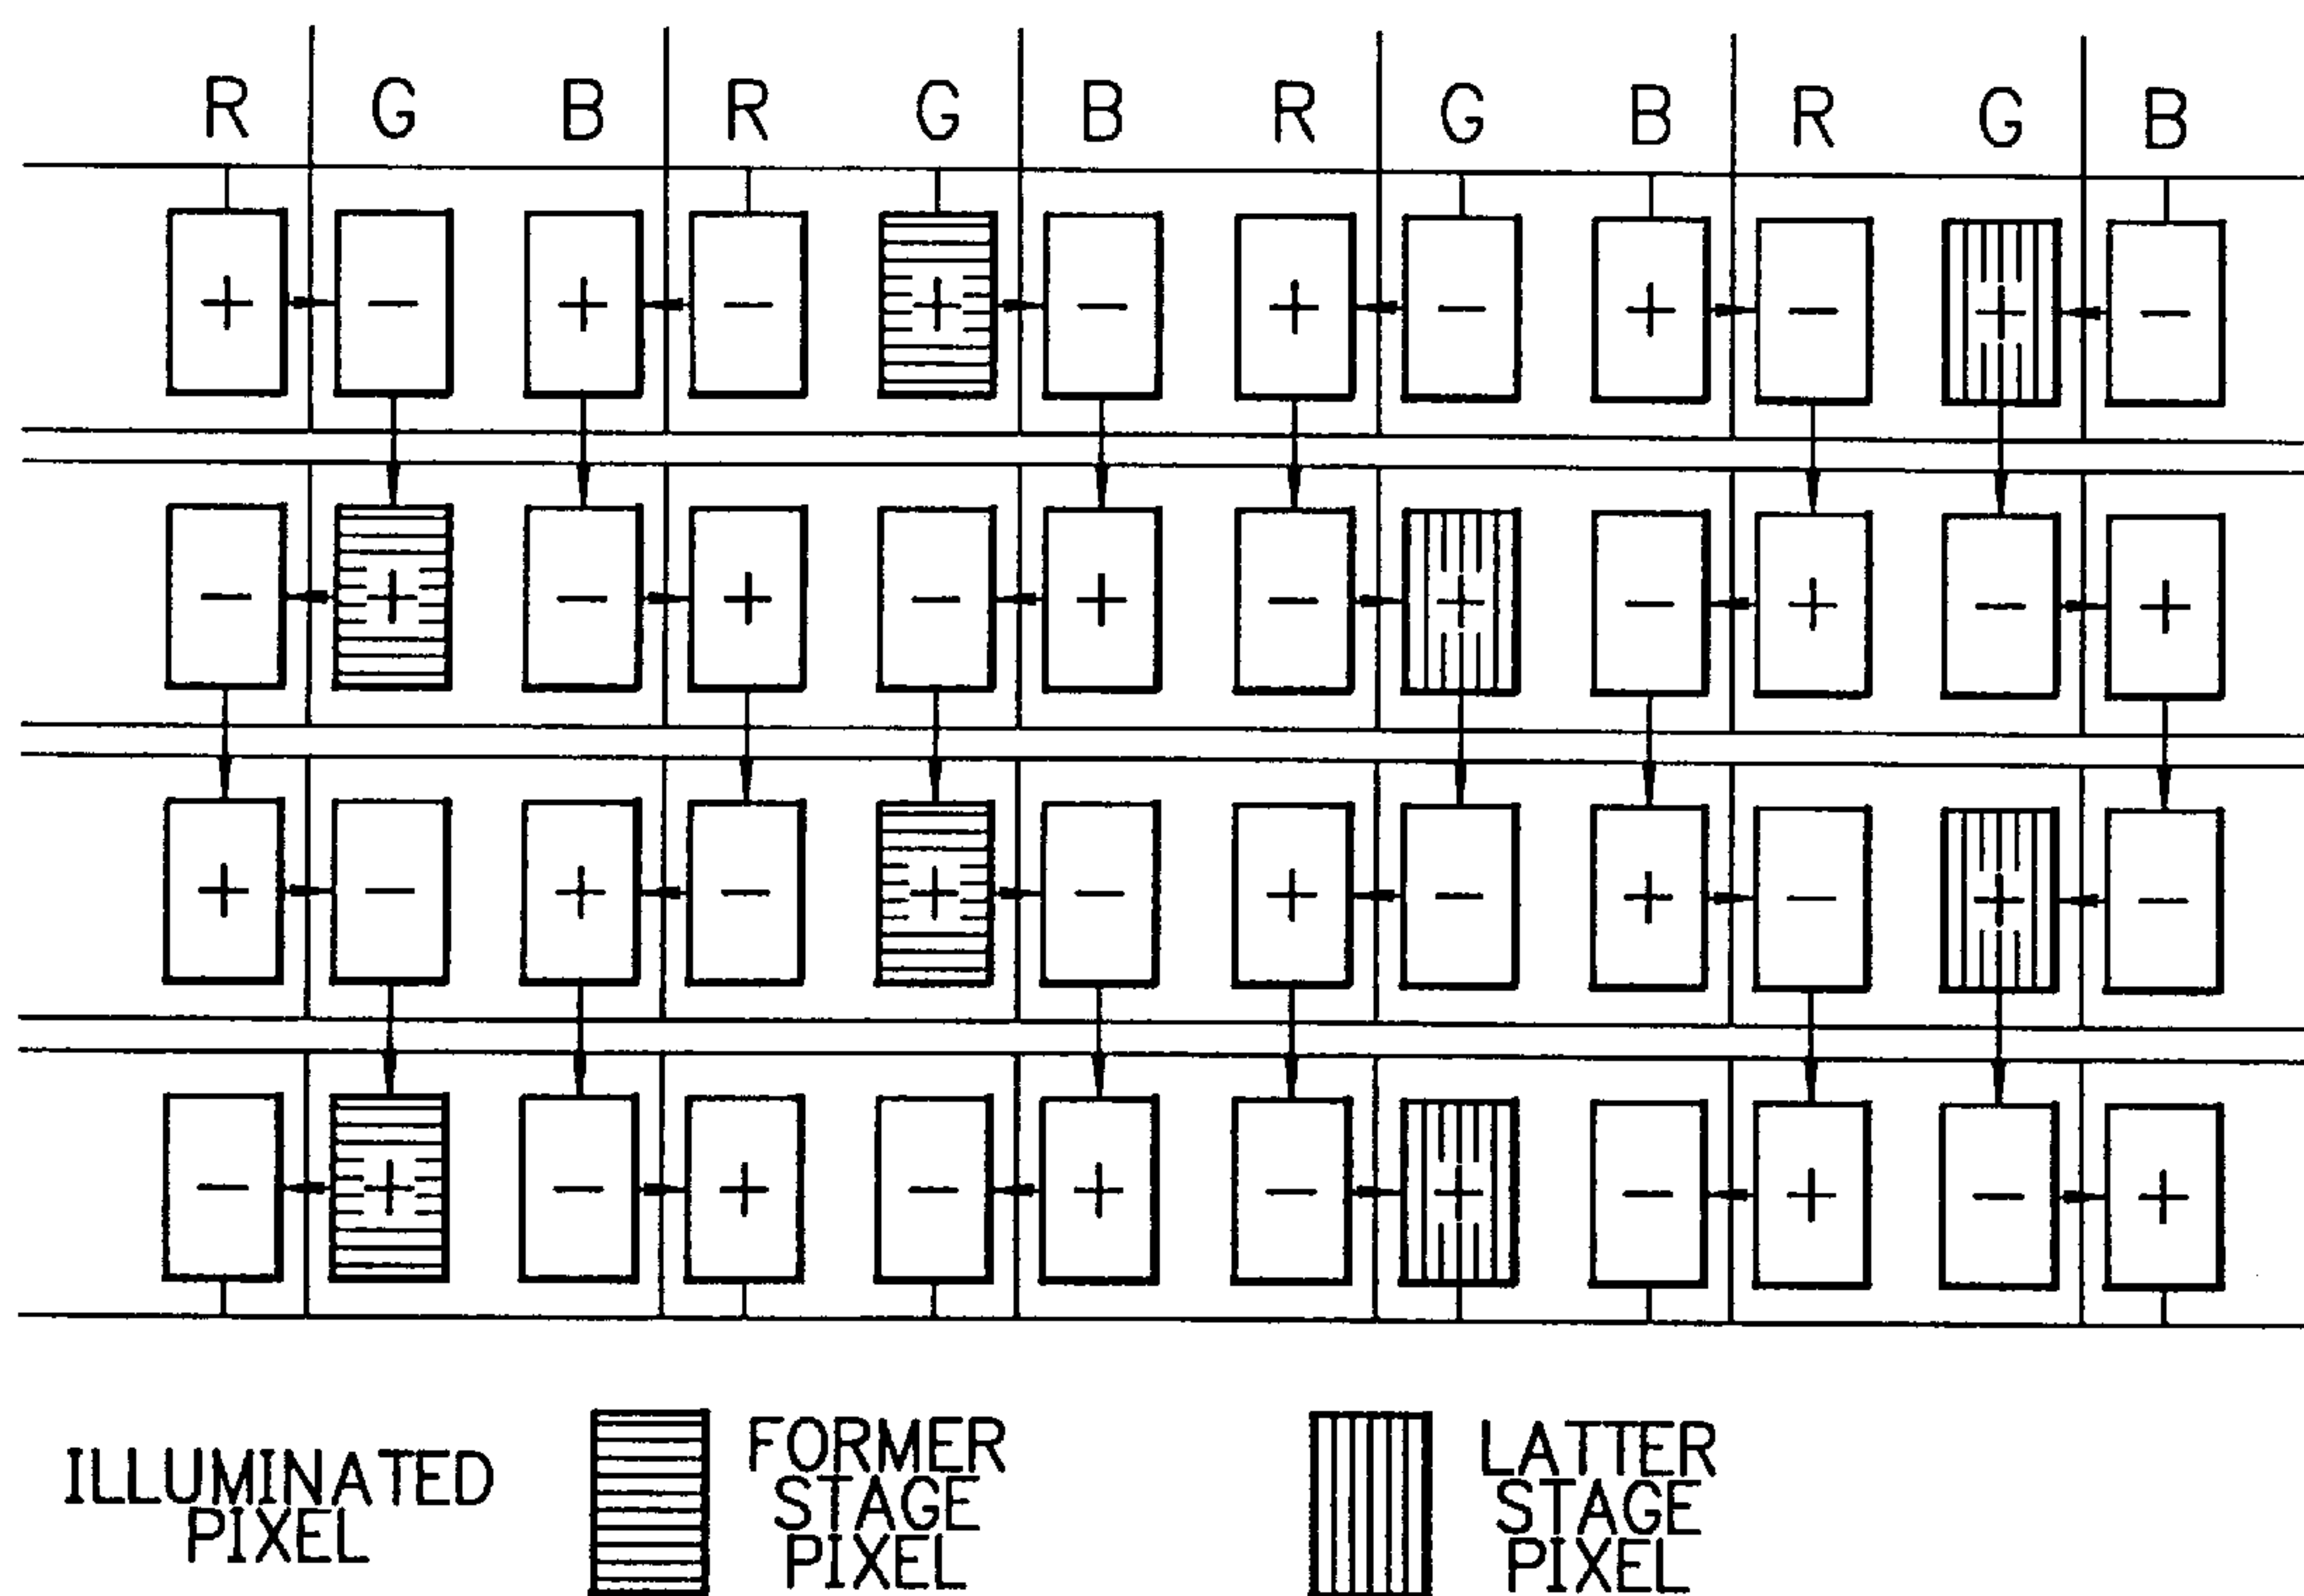 R G B R G B R G B R G B
+ - + - + - + - + - + -
- + - + - + - + - + - +
+ - + - + - + - + - + -
- + - + - + - + - + - +
ILLUMINATED
PIXEL
FORMER
STAGE
PIXEL
LATTER
STAGE
PIXEL